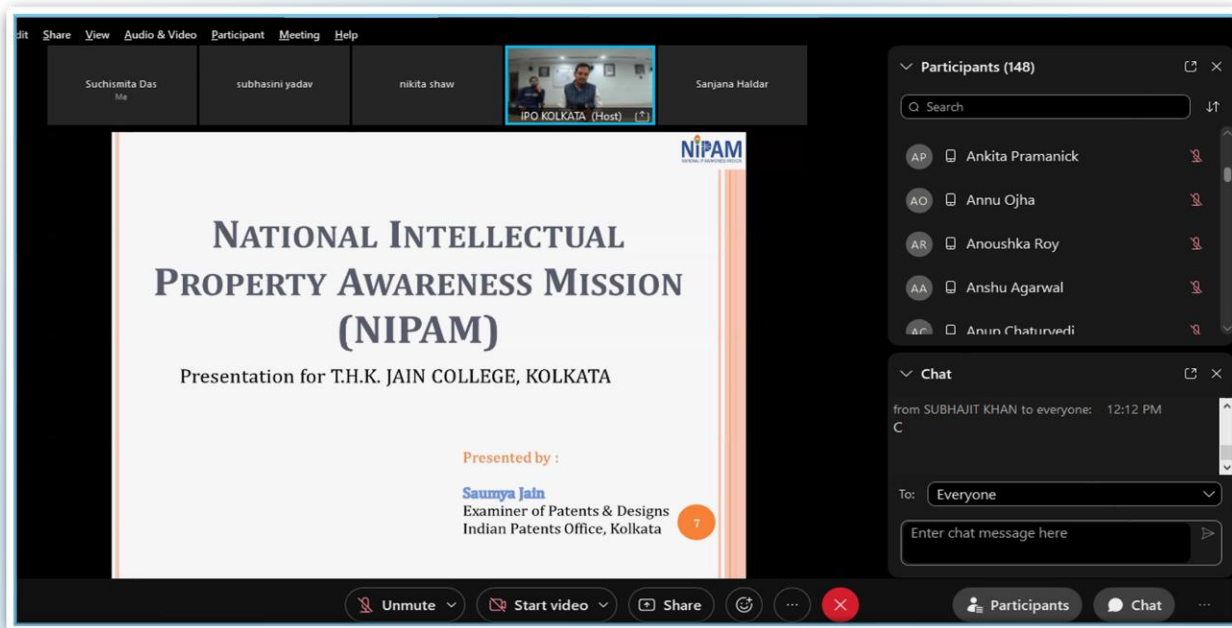 dit Share View Audio & Video Participant Meeting Help
Suchismita Das
Me
subhasini yadav
nikita shaw
IPO KOLKATA (Host)
Sanjana Haldar
NIPAM
NATIONAL INTELLECTUAL
PROPERTY AWARENESS MISSION
(NIPAM)
Presentation for T.H.K. JAIN COLLEGE, KOLKATA
Presented by :
Saumya Jain
Examiner of Patents & Designs
Indian Patents Office, Kolkata
7
Participants (148)
Search
AP Ankita Pramanick
AO Annu Ojha
AR Anoushka Roy
AA Anshu Agarwal
AC Anup Chaturvedi
Chat
from SUBHAJIT KHAN to everyone: 12:12 PM
C
To: Everyone
Enter chat message here
Unmute
Start video
Share
Participants
Chat